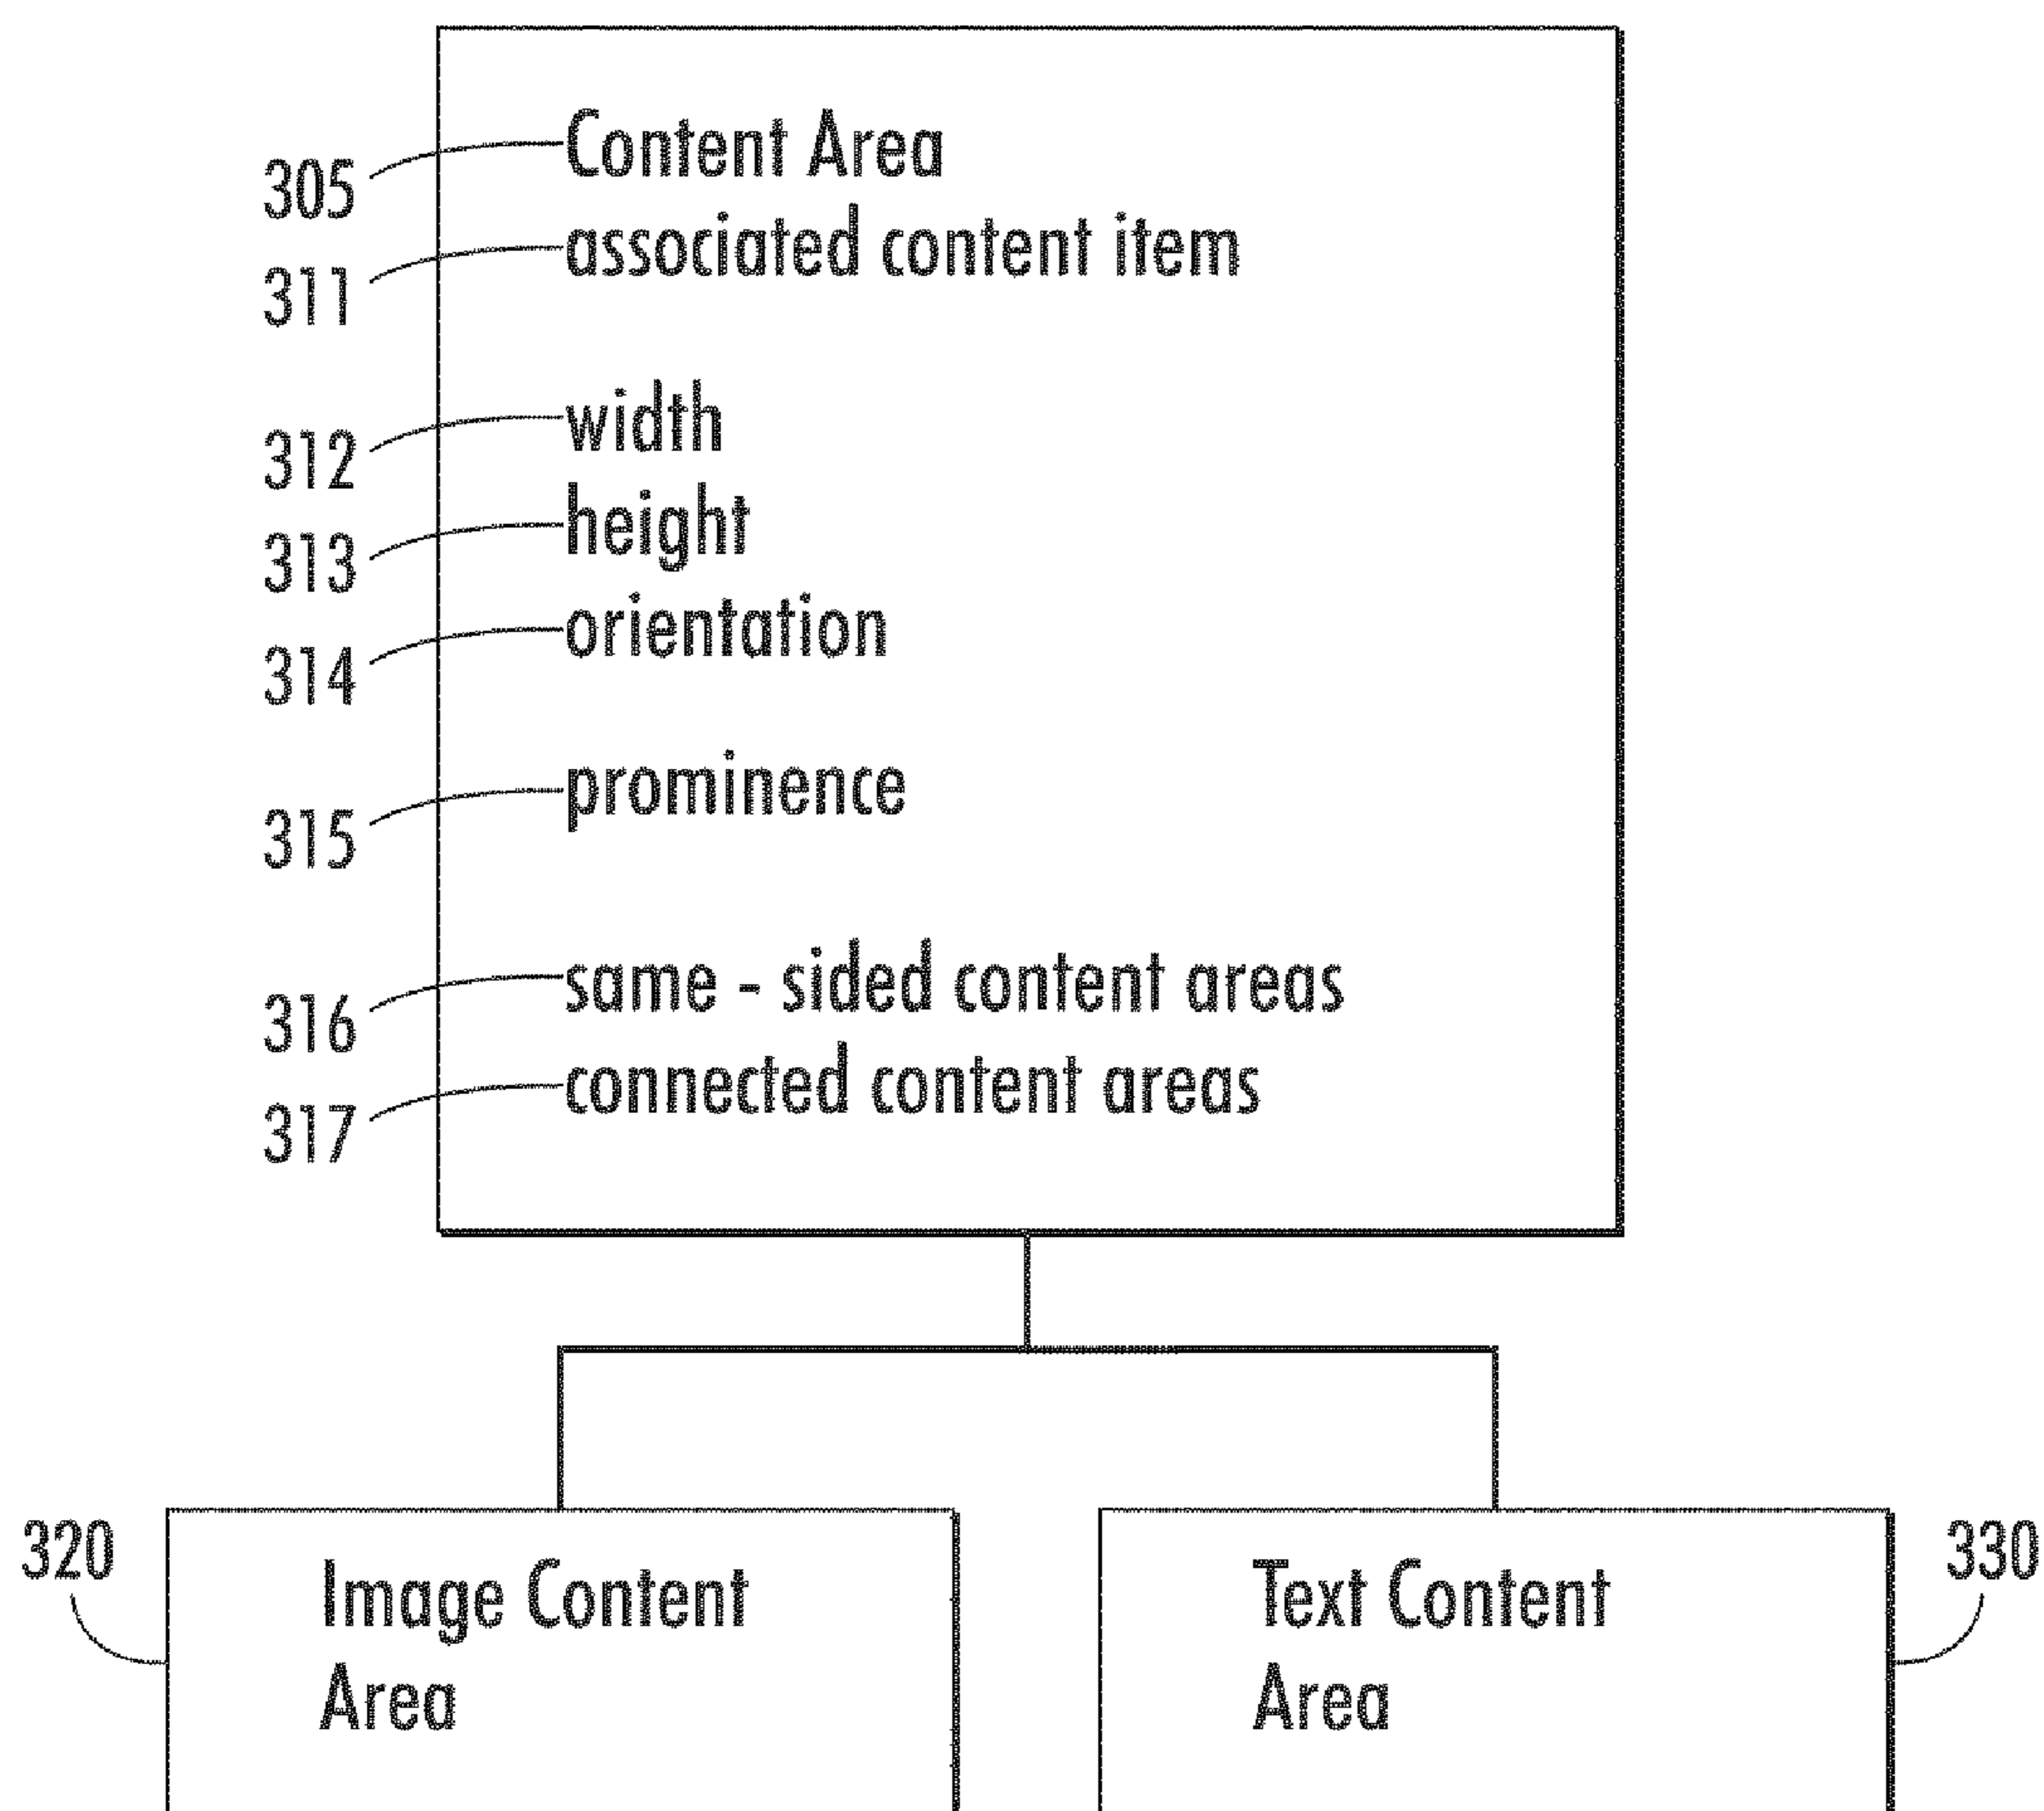 305 Content Area
311 associated content item
312 width
313 height
314 orientation
315 prominence
316 same - sided content areas
317 connected content areas
320 Image Content
Area
Text Content 330
Area